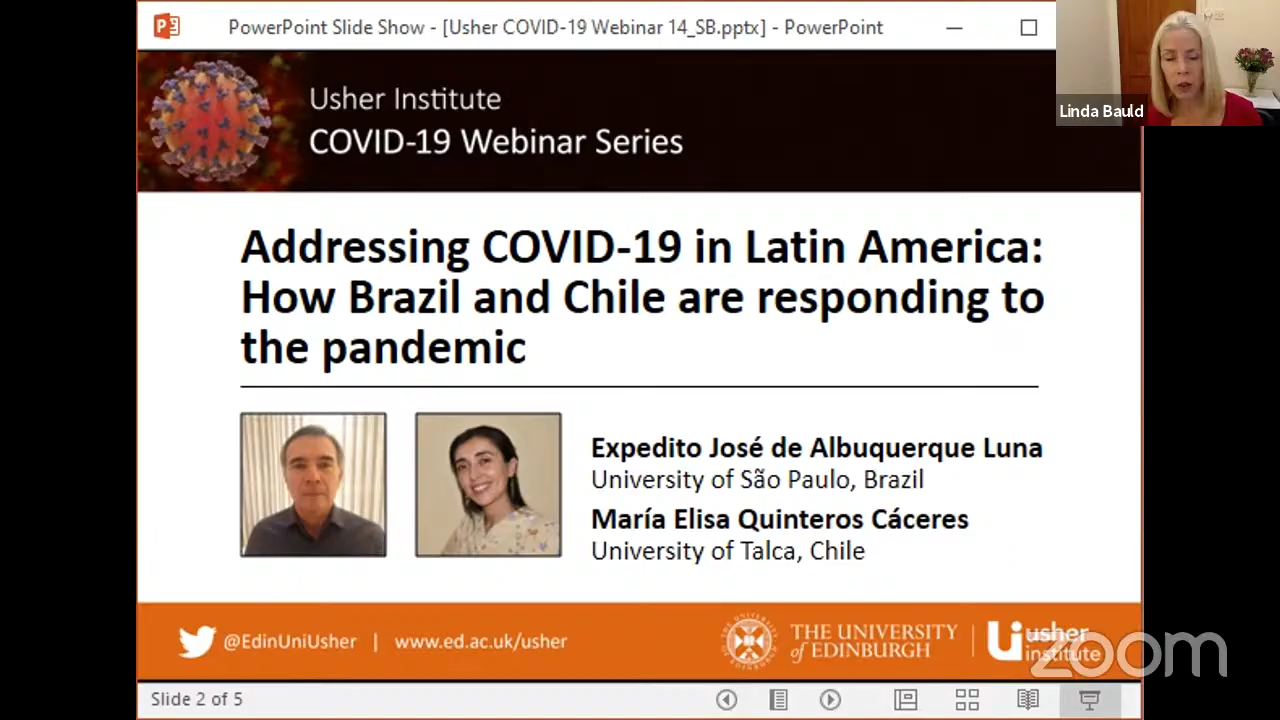 PowerPoint Slide Show - [Usher COVID-19 Webinar 14_SB.pptx] - PowerPoint
Linda Bauld
Usher Institute
COVID-19 Webinar Series
Addressing COVID-19 in Latin America:
How Brazil and Chile are responding to
the pandemic
Expedito José de Albuquerque Luna
University of São Paulo, Brazil
María Elisa Quinteros Cáceres
University of Talca, Chile
@EdinUniUsher | www.ed.ac.uk/usher
THE UNIVERSITY
of EDINBURGH
usher
institute
zoom
Slide 2 of 5